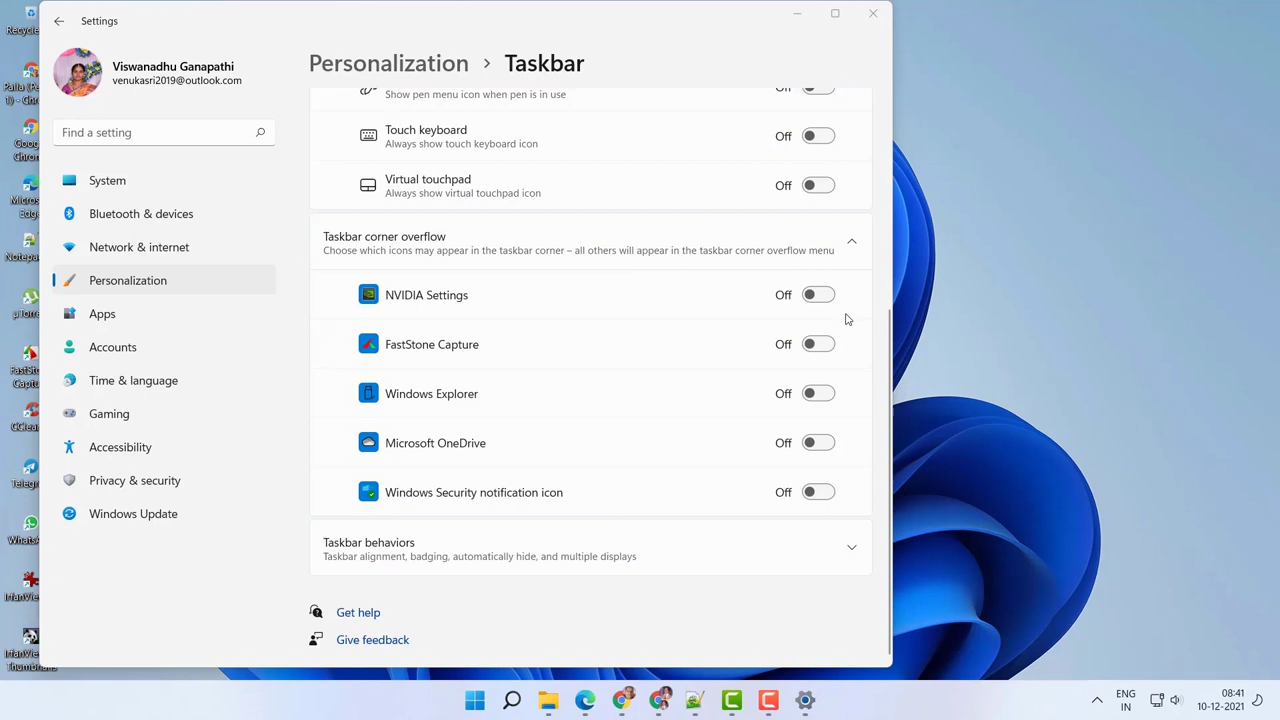 Recycle
Settings
Viswanadhu Ganapathi
venukasri2019@outlook.com
Find a setting
System
Bluetooth & devices
Network & internet
Personalization
Apps
Accounts
Time & language
Gaming
Accessibility
Privacy & security
Windows Update
Personalization > Taskbar
Show pen menu icon when pen is in use
Off
Touch keyboard
Always show touch keyboard icon
Off
Virtual touchpad
Always show virtual touchpad icon
Off
Taskbar corner overflow
Choose which icons may appear in the taskbar corner – all others will appear in the taskbar corner overflow menu
NVIDIA Settings
Off
FastStone Capture
Off
Windows Explorer
Off
Microsoft OneDrive
Off
Windows Security notification icon
Off
Taskbar behaviors
Taskbar alignment, badging, automatically hide, and multiple displays
Get help
Give feedback
ENG
IN
08:41
10-12-2021